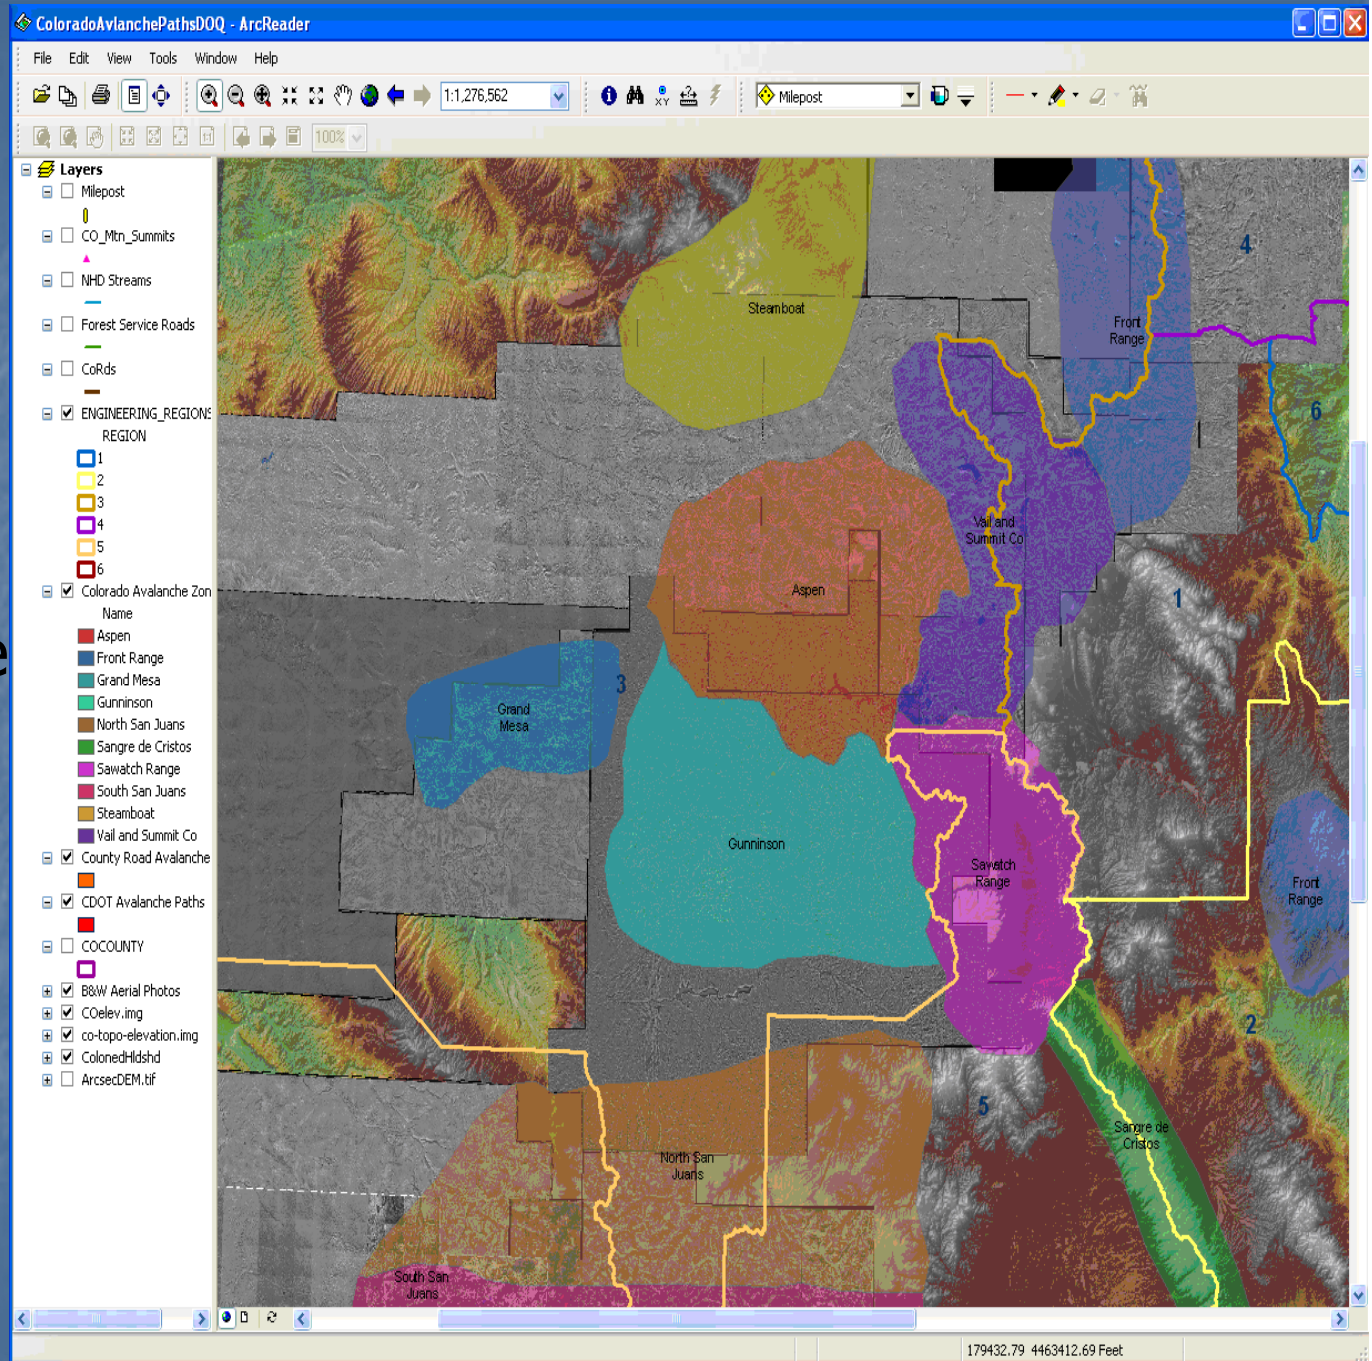 ColoradoAvlanchePathsDOQ - ArcReader
File Edit View Tools Window Help
1:1,276,562
XY
Milepost
1:1
100%
Layers
Milepost
CO_Mtn_Summits
NHD Streams
Forest Service Roads
CoRds
ENGINEERING_REGIONS
REGION
1
2
3
4
5
6
Colorado Avalanche Zon
Name
Aspen
Front Range
Grand Mesa
Gunninson
North San Juans
Sangre de Cristos
Sawatch Range
South San Juans
Steamboat
Vail and Summit Co
County Road Avalanche
CDOT Avalanche Paths
COCOUNTY
B&W Aerial Photos
COelev.img
co-topo-elevation.img
ColonedHldshd
ArcsecDEM.tif
e
4
Steamboat
Front
Range
6
Vail and
Summit Co
Aspen
1
3
Grand
Mesa
Gunninson
Sawatch
Range
Front
Range
2
5
Sangre de
Cristos
North San
Juans
South San
Juans
179432.79 4463412.69 Feet